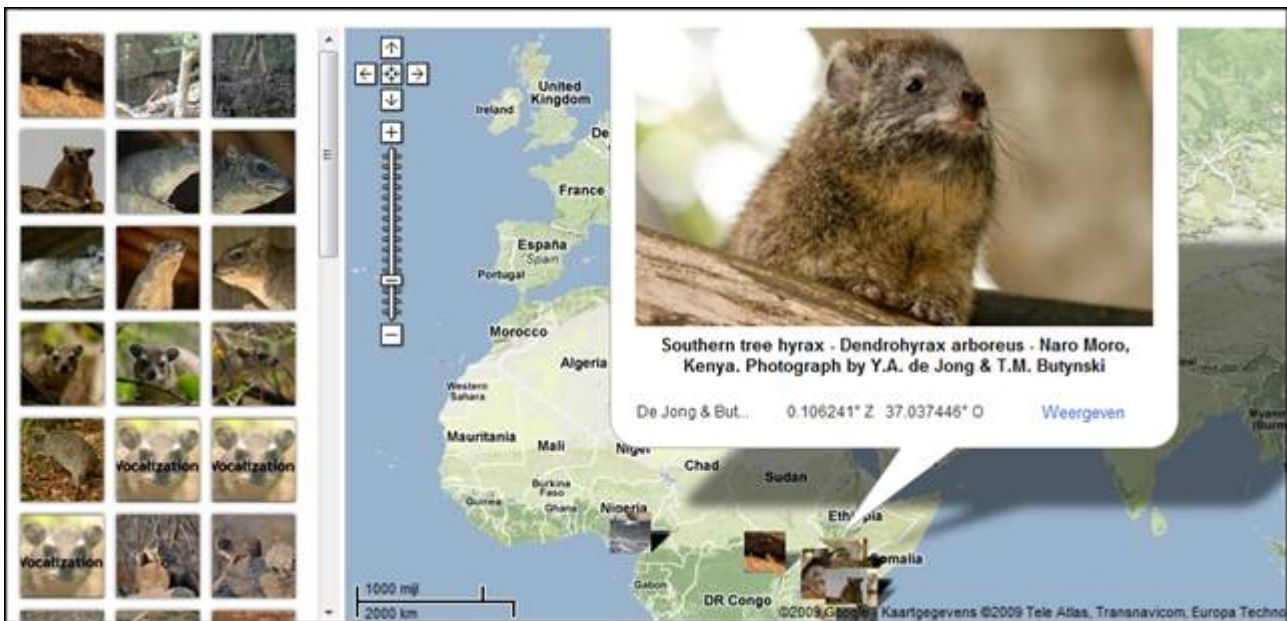 Vocalization Vocalization
Vocalization
United
Kingdom
Ireland
De
France
España
Spain
Portugal
Morocco
Algeria
Western
Sahara
Mauritania
Mali
Niger
Chad
Sudan
Burkina
Faso
Guinea
Ghana
Nigeria
Ethiopia
Somalia
Gabon
DR Congo
Myanm
(Burm
Southern tree hyrax - Dendrohyrax arboreus - Naro Moro,
Kenya. Photograph by Y.A. de Jong & T.M. Butynski
De Jong & But... 0.106241° Z 37.037446° O Weergeven
1000 mijl
2000 km
©2009 Google - Kaartgegevens ©2009 Tele Atlas, Transnavicom, Europa Techno